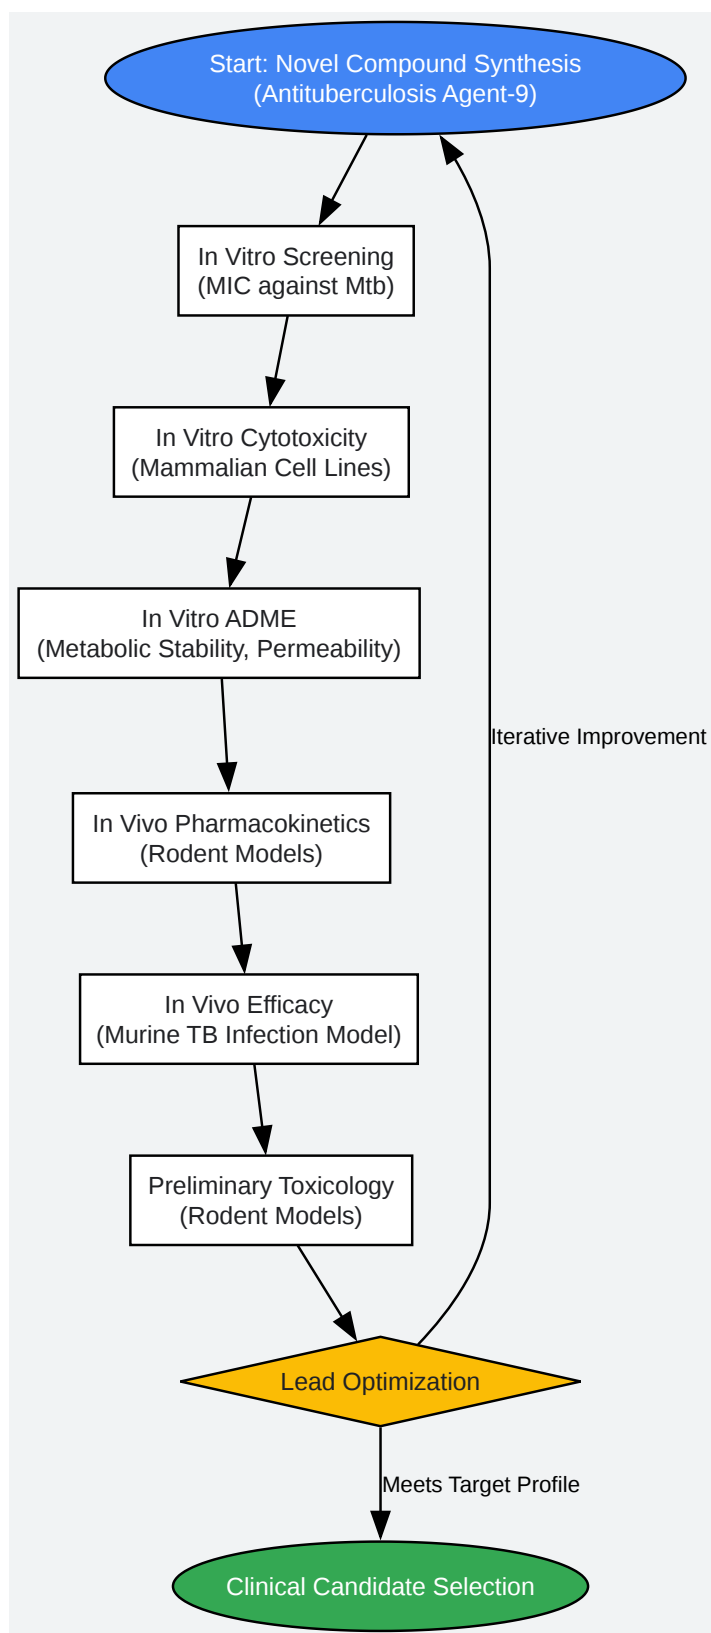 Start: Novel Compound Synthesis
(Antituberculosis Agent-9)
In Vitro Screening
(MIC against Mtb)
In Vitro Cytotoxicity
(Mammalian Cell Lines)
In Vitro ADME
(Metabolic Stability, Permeability)
Iterative Improvement
In Vivo Pharmacokinetics
(Rodent Models)
In Vivo Efficacy
(Murine TB Infection Model)
Preliminary Toxicology
(Rodent Models)
Lead Optimization
Meets Target Profile
Clinical Candidate Selection